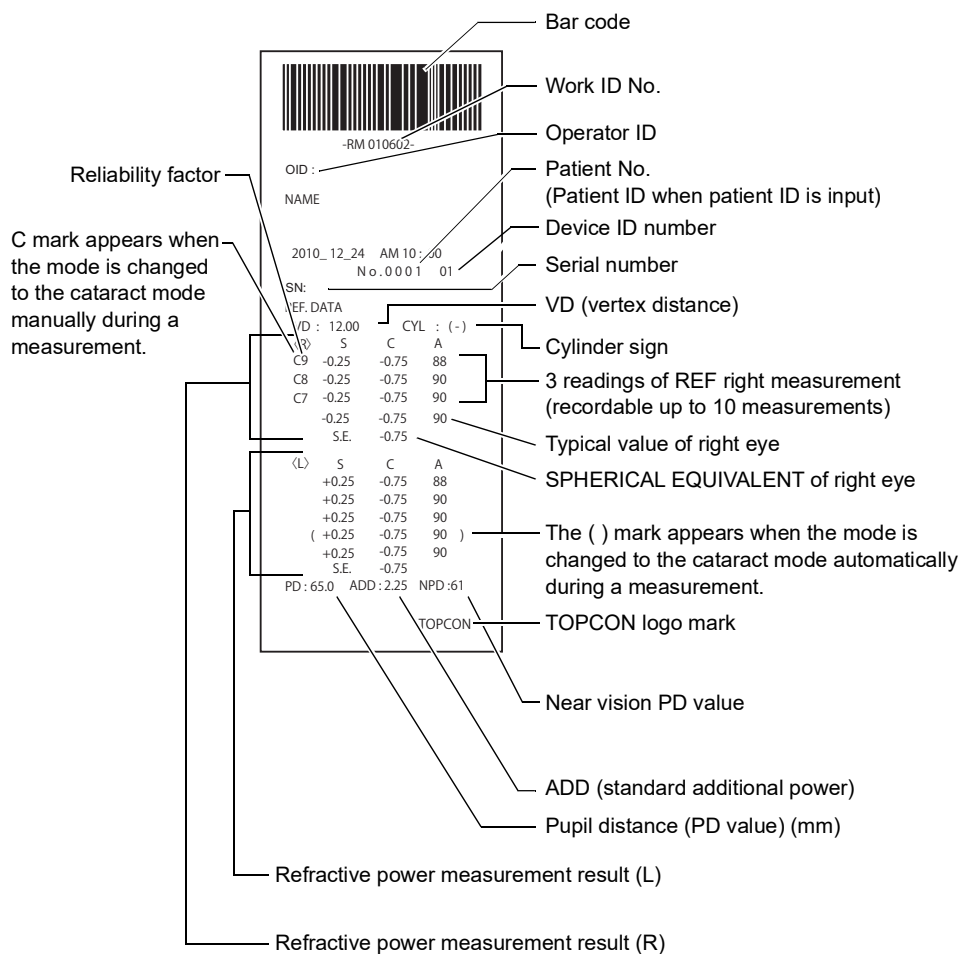 Bar code
Work ID No.
-RM 010602-
Operator ID
OID :
Reliability factor
Patient No.
(Patient ID when patient ID is input)
NAME
Device ID number
C mark appears when
the mode is changed
to the cataract mode
manually during a
measurement.
2010_ 12_24 AM 10 : 00
No.0001 01
Serial number
SN:
REF. DATA
VD (vertex distance)
VD : 12.00 CYL : (-)
Cylinder sign
〈R〉 S C A
C9 -0.25 -0.75 88
C8 -0.25 -0.75 90
C7 -0.25 -0.75 90
3 readings of REF right measurement
(recordable up to 10 measurements)
-0.25 -0.75 90
Typical value of right eye
S.E. -0.75
SPHERICAL EQUIVALENT of right eye
〈L〉 S C A
+0.25 -0.75 88
+0.25 -0.75 90
+0.25 -0.75 90
( +0.25 -0.75 90 )
+0.25 -0.75 90
S.E. -0.75
The ( ) mark appears when the mode is
changed to the cataract mode automatically
during a measurement.
PD : 65.0 ADD : 2.25 NPD :61
TOPCON
TOPCON logo mark
Near vision PD value
ADD (standard additional power)
Pupil distance (PD value) (mm)
Refractive power measurement result (L)
Refractive power measurement result (R)